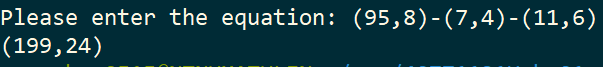 Please enter the equation: (95,8)-(7,4)-(11,6)
(199,24)